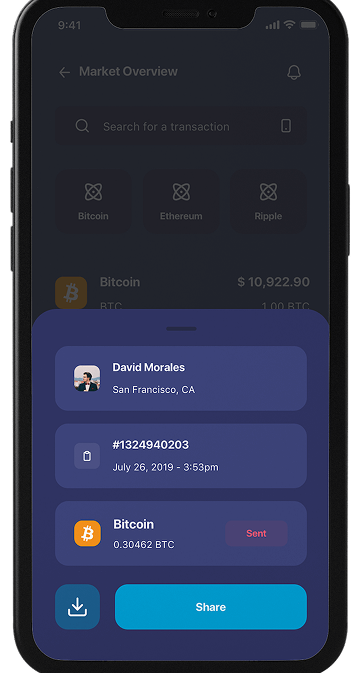 9:41
Market Overview
Search for a transaction
Bitcoin
Ethereum
Ripple
Bitcoin
$ 10,922.90
BTC
1.00 BTC
David Morales
San Francisco, CA
#1324940203
July 26, 2019 - 3:53pm
Bitcoin
0.30462 BTC
Sent
Share